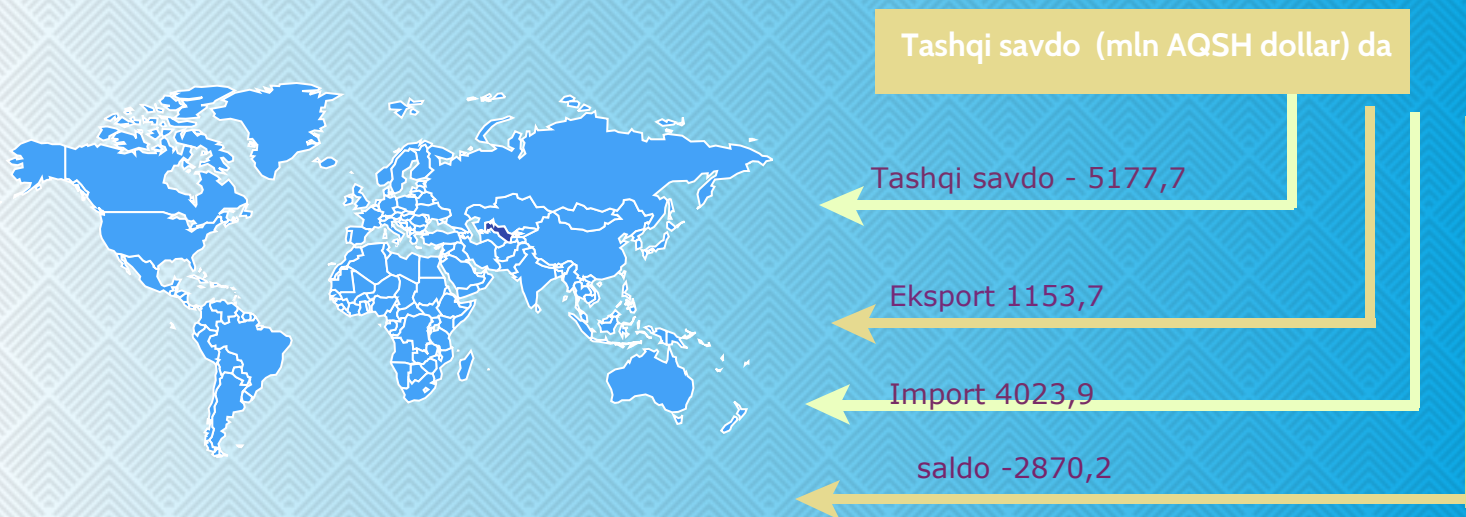 Tashqi savdo (mln AQSH dollar) da
Tashqi savdo - 5177,7
Eksport 1153,7
Import 4023,9
saldo -2870,2